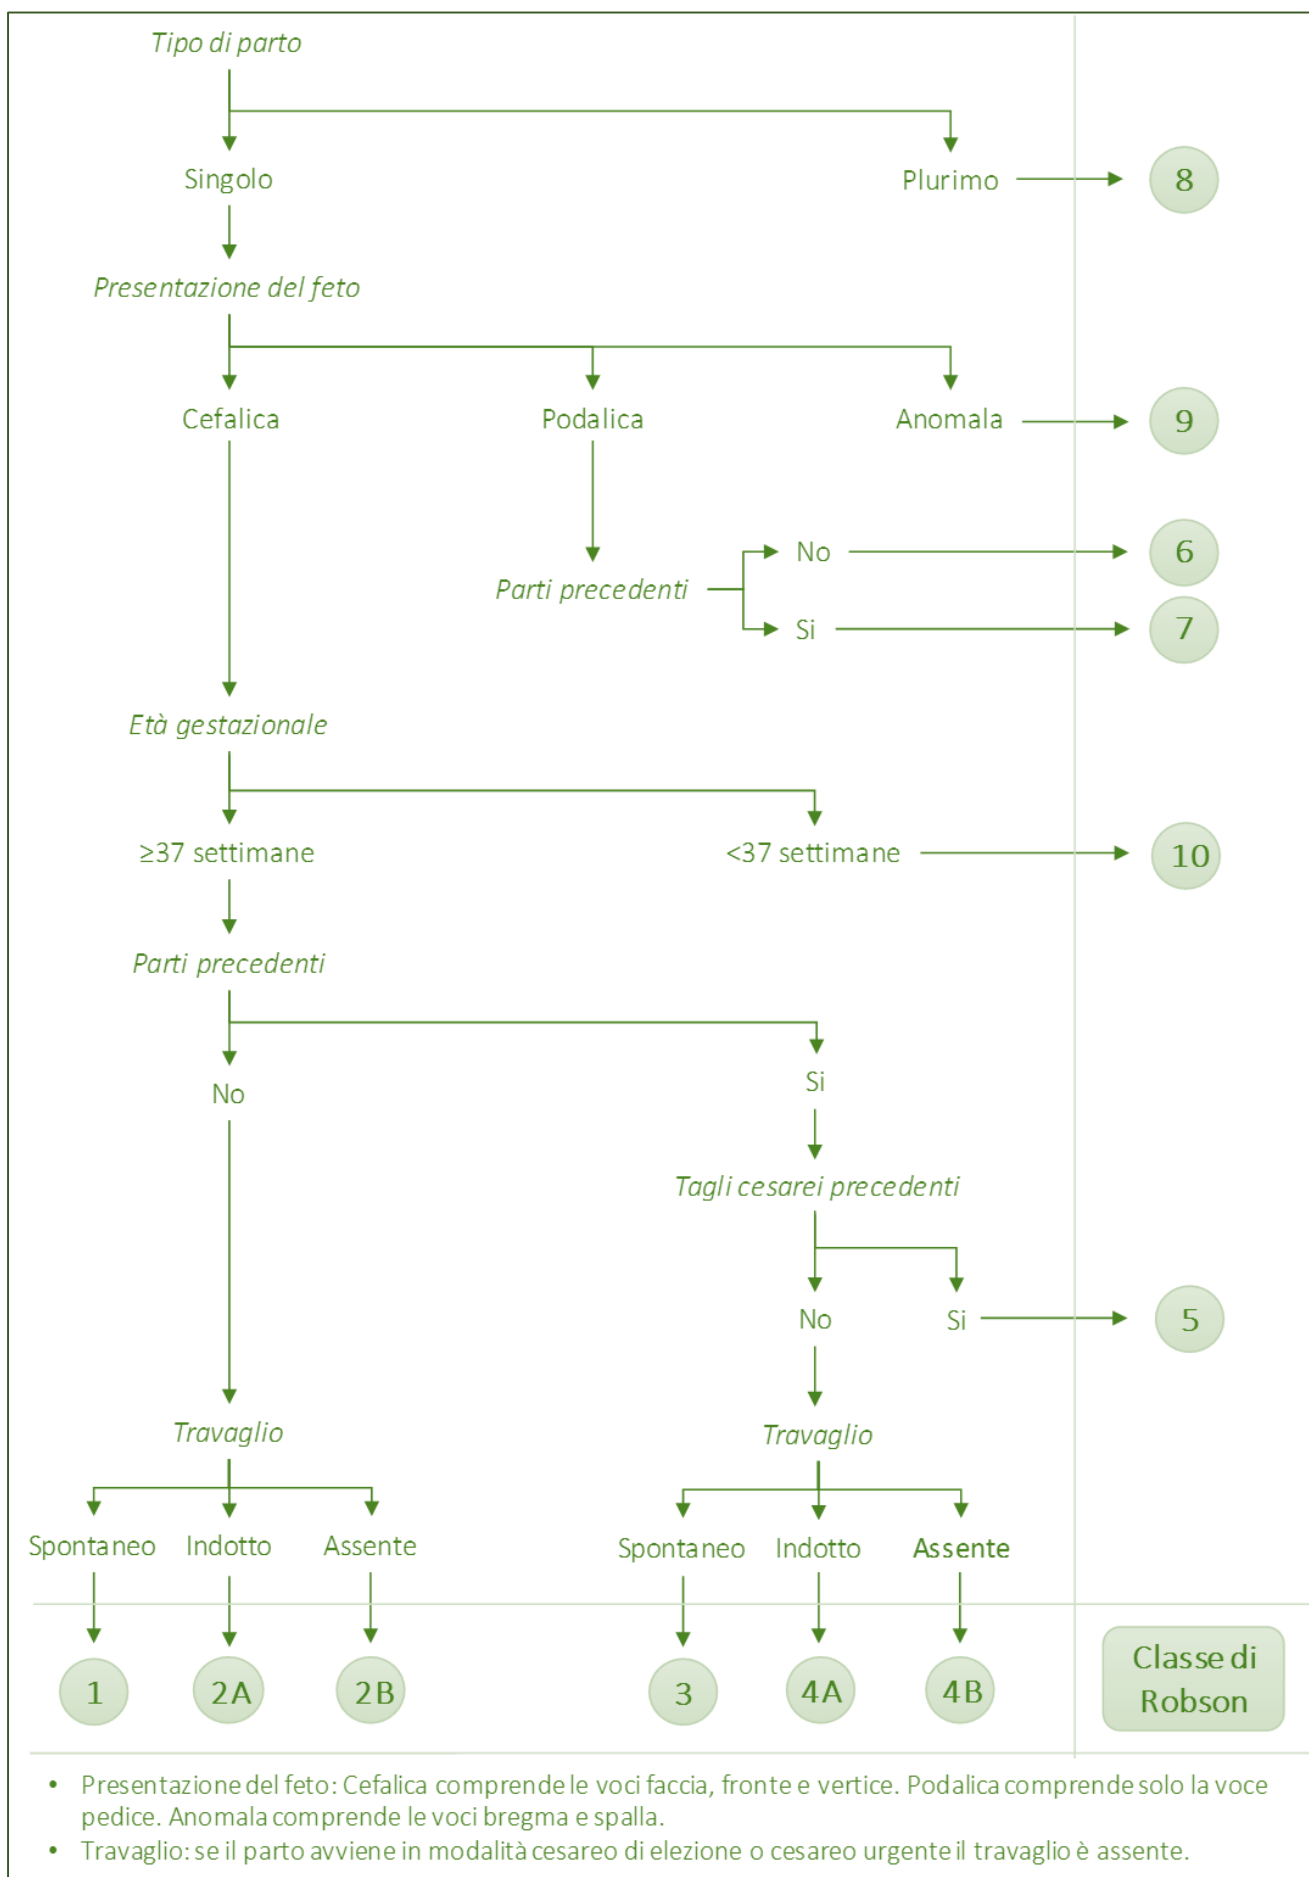 Tipo di parto
Singolo
Plurimo
8
Presentazione del feto
Cefalica
Podalica
Anomala
9
No
6
Parti precedenti
Si
7
Età gestazionale
≥37 settimane
<37 settimane
10
Parti precedenti
No
Si
Tagli cesarei precedenti
No
Si
5
Travaglio
Travaglio
Spontaneo
Indotto
Assente
Spontaneo
Indotto
Assente
1
2A
2B
3
4A
4B
Classe di
Robson
• Presentazione del feto: Cefalica comprende le voci faccia, fronte e vertice. Podalica comprende solo la voce
pedice. Anomala comprende le voci bregma e spalla.
• Travaglio: se il parto avviene in modalità cesareo di elezione o cesareo urgente il travaglio è assente.